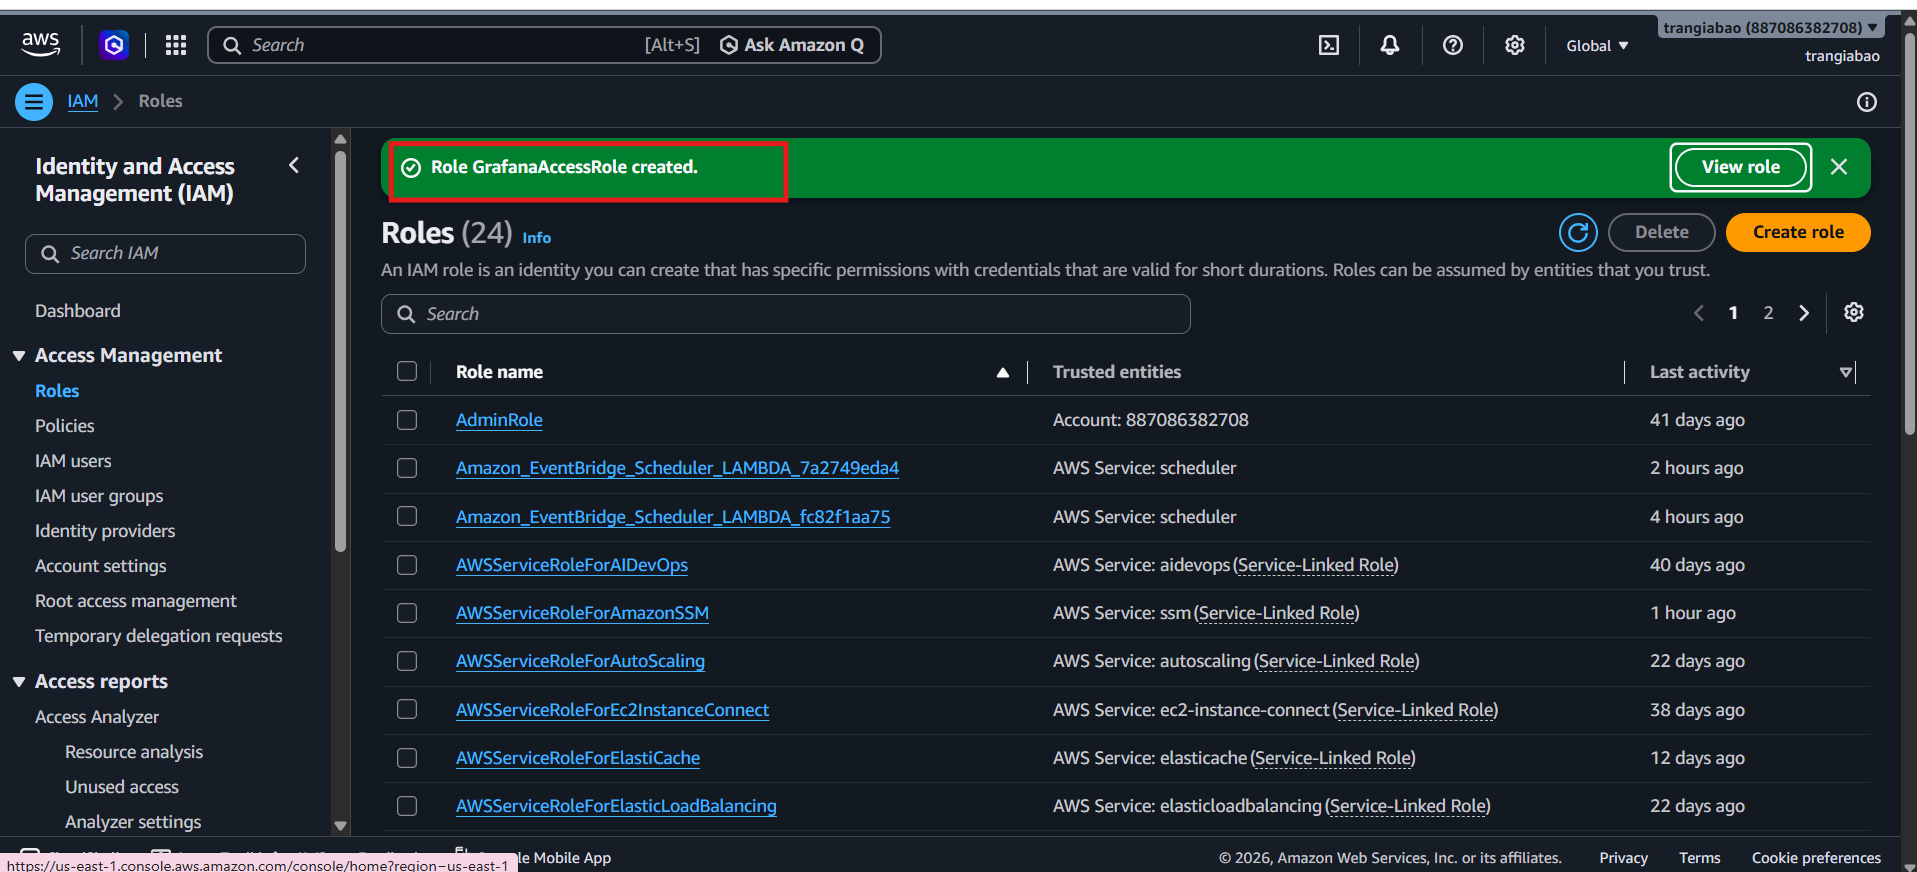 aws
Search
[Alt+S]
Ask Amazon Q
Global
trangiabao (887086382708)
trangiabao
IAM
Roles
Identity and Access
Management (IAM)
Search IAM
Dashboard
Access Management
Roles
Policies
IAM users
IAM user groups
Identity providers
Account settings
Root access management
Temporary delegation requests
Access reports
Access Analyzer
Resource analysis
Unused access
Analyzer settings
Role GrafanaAccessRole created.
View role
Roles (24) Info
Delete
Create role
An IAM role is an identity you can create that has specific permissions with credentials that are valid for short durations. Roles can be assumed by entities that you trust.
Search
1 2
Role name Trusted entities Last activity
AdminRole Account: 887086382708 41 days ago
Amazon_EventBridge_Scheduler_LAMBDA_7a2749eda4 AWS Service: scheduler 2 hours ago
Amazon_EventBridge_Scheduler_LAMBDA_fc82f1aa75 AWS Service: scheduler 4 hours ago
AWSServiceRoleForAIDevOps AWS Service: aidevops (Service-Linked Role) 40 days ago
AWSServiceRoleForAmazonSSM AWS Service: ssm (Service-Linked Role) 1 hour ago
AWSServiceRoleForAutoScaling AWS Service: autoscaling (Service-Linked Role) 22 days ago
AWSServiceRoleForEc2InstanceConnect AWS Service: ec2-instance-connect (Service-Linked Role) 38 days ago
AWSServiceRoleForElastiCache AWS Service: elasticache (Service-Linked Role) 12 days ago
AWSServiceRoleForElasticLoadBalancing AWS Service: elasticloadbalancing (Service-Linked Role) 22 days ago
Mobile App
© 2026, Amazon Web Services, Inc. or its affiliates. Privacy Terms Cookie preferences
https://us-east-1.console.aws.amazon.com/console/home?region=us-east-1